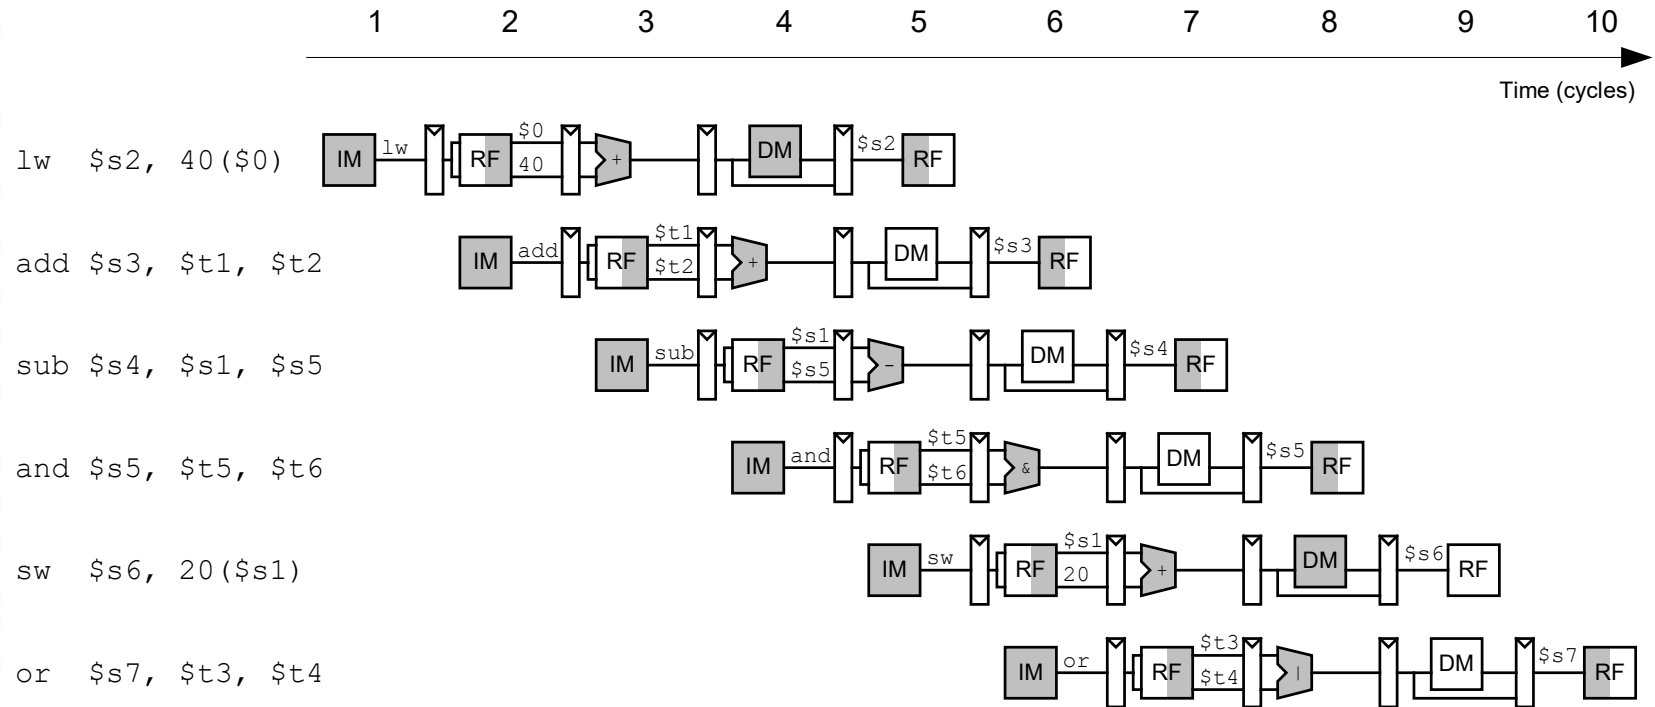 1 2 3 4 5 6 7 8 9 10
Time (cycles)
lw $s2, 40($0) IM lw RF $0 40 + DM $s2 RF
add $s3, $t1, $t2 IM add RF $t1 $t2 + DM $s3 RF
sub $s4, $s1, $s5 IM sub RF $s1 $s5 - DM $s4 RF
and $s5, $t5, $t6 IM and RF $t5 $t6 & DM $s5 RF
sw $s6, 20($s1) IM sw RF $s1 20 + DM $s6 RF
or $s7, $t3, $t4 IM or RF $t3 $t4 | DM $s7 RF